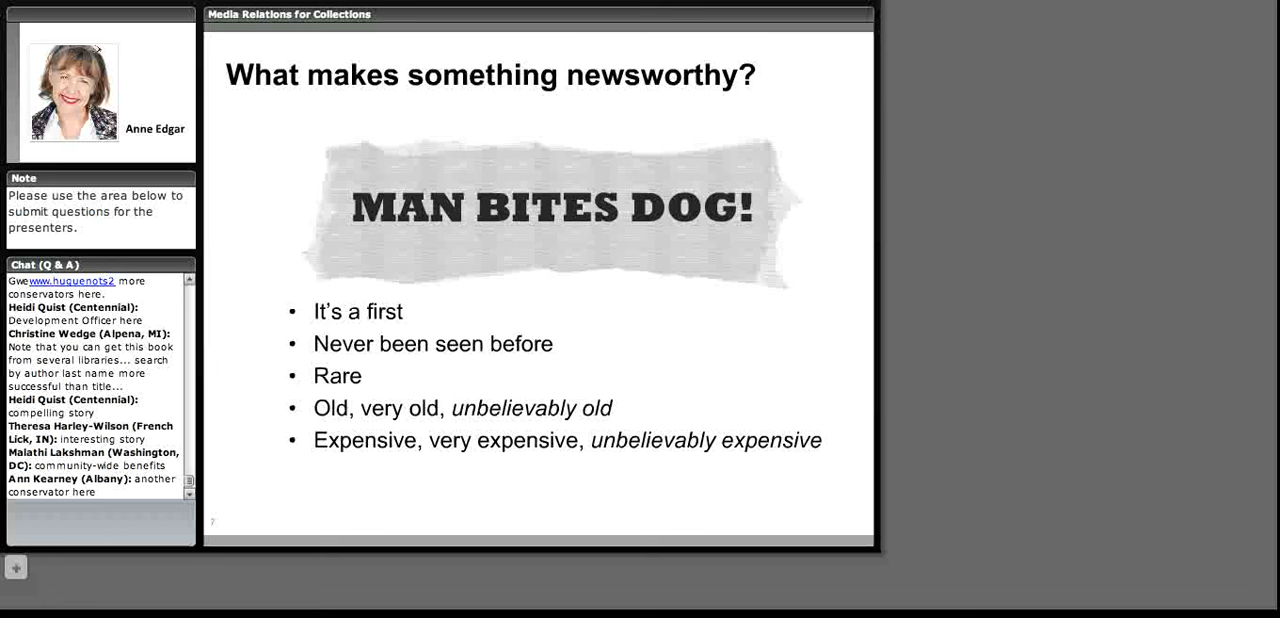 Media Relations for Collections
Anne Edgar
Note
Please use the area below to
submit questions for the
presenters.
Chat (Q & A)
Gwewww.huguenots2 more
conservators here.
Heidi Quist (Centennial):
Development Officer here
Christine Wedge (Alpena, MI):
Note that you can get this book
from several libraries... search
by author last name more
successful than title...
Heidi Quist (Centennial):
compelling story
Theresa Harley-Wilson (French
Lick, IN): interesting story
Malathi Lakshman (Washington,
DC): community-wide benefits
Ann Kearney (Albany): another
conservator here
What makes something newsworthy?
MAN BITES DOG!
• It's a first
• Never been seen before
• Rare
• Old, very old, unbelievably old
• Expensive, very expensive, unbelievably expensive
7